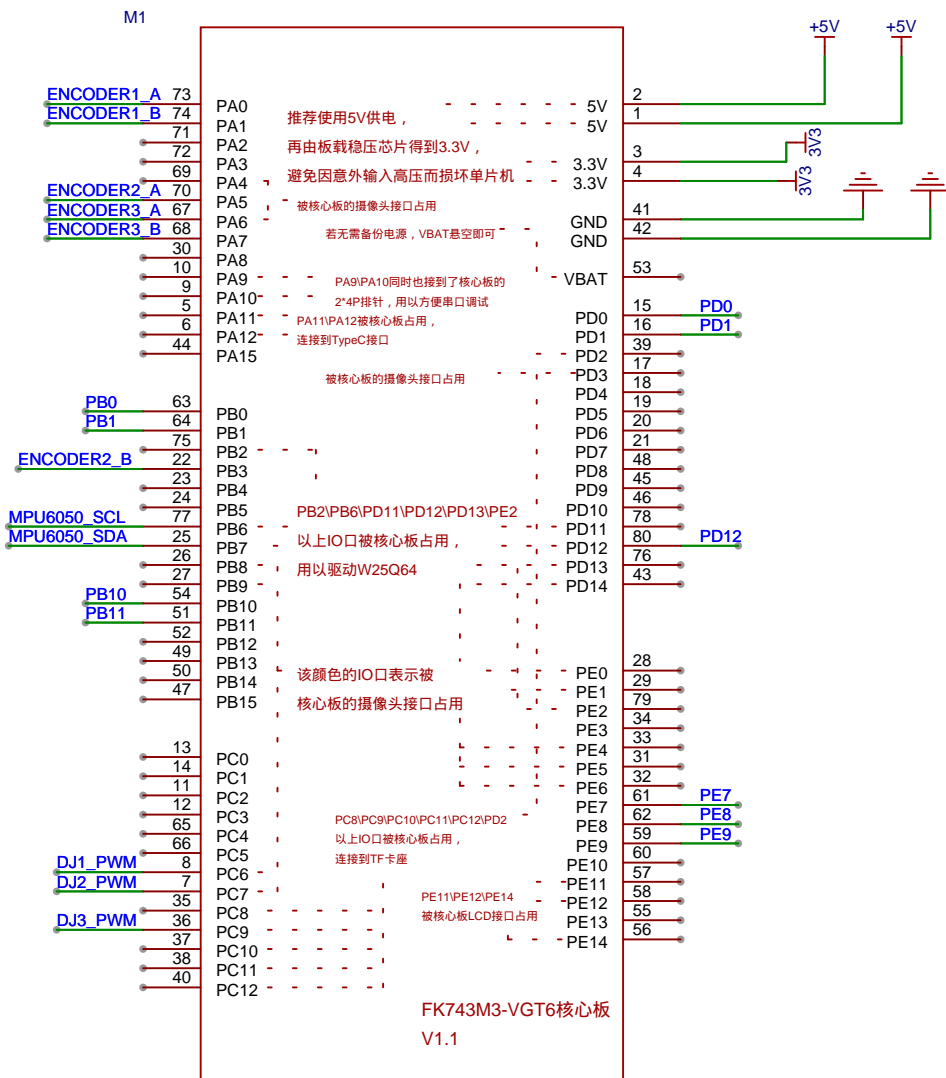 M1
+5V +5V
ENCODER1_A 73 PA0
ENCODER1_B 74 PA1
71 PA2
72 PA3
69 PA4
ENCODER2_A 70 PA5
ENCODER3_A 67 PA6
ENCODER3_B 68 PA7
30 PA8
10 PA9
9 PA10
5 PA11
6 PA12
44 PA15
PB0 63 PB0
PB1 64 PB1
75 PB2
ENCODER2_B 22 PB3
23 PB4
24 PB5
MPU6050_SCL 77 PB6
MPU6050_SDA 25 PB7
26 PB8
27 PB9
PB10 54 PB10
PB11 51 PB11
52 PB12
49 PB13
50 PB14
47 PB15
13 PC0
14 PC1
11 PC2
12 PC3
65 PC4
66 PC5
DJ1_PWM 8 PC6
DJ2_PWM 7 PC7
35 PC8
DJ3_PWM 36 PC9
37 PC10
38 PC11
40 PC12
推荐使用5V供电，
再由板载稳压芯片得到3.3V，
避免因意外输入高压而损坏单片机
被核心板的摄像头接口占用
若无需备份电源，VBAT悬空即可
PA9\PA10同时也接到了核心板的
2*4P排针，用以方便串口调试
PA11\PA12被核心板占用，
连接到TypeC接口
被核心板的摄像头接口占用
PB2\PB6\PD11\PD12\PD13\PE2
以上IO口被核心板占用，
用以驱动W25Q64
该颜色的IO口表示被
核心板的摄像头接口占用
PC8\PC9\PC10\PC11\PC12\PD2
以上IO口被核心板占用，
连接到TF卡座
PE11\PE12\PE14
被核心板LCD接口占用
5V 2
5V 1
3.3V 3 3V3
3.3V 4 3V3
GND 41
GND 42
VBAT 53
PD0 15 PD0
PD1 16 PD1
PD2 39
PD3 17
PD4 18
PD5 19
PD6 20
PD7 21
PD8 48
PD9 45
PD10 46
PD11 78
PD12 80 PD12
PD13 76
PD14 43
PE0 28
PE1 29
PE2 79
PE3 34
PE4 33
PE5 31
PE6 32
PE7 61 PE7
PE8 62 PE8
PE9 59 PE9
PE10 60
PE11 57
PE12 58
PE13 55
PE14 56
FK743M3-VGT6核心板
V1.1